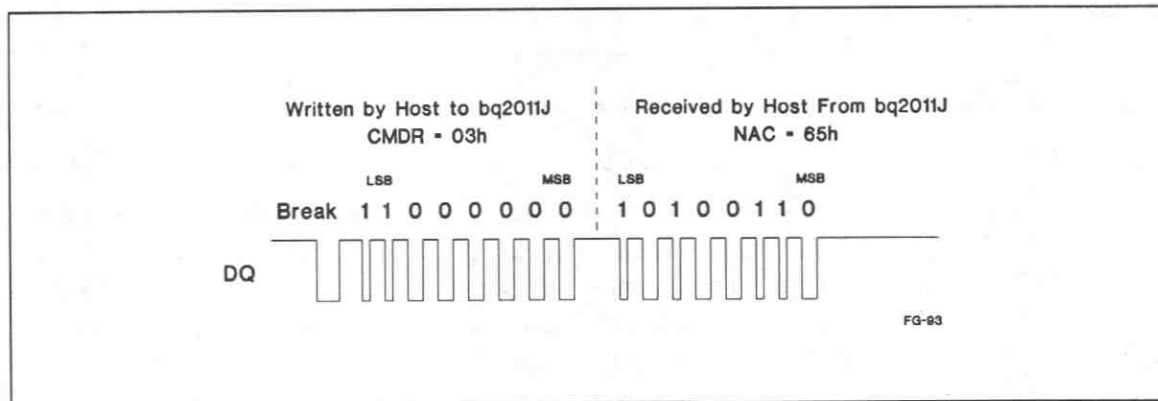 Written by Host to bq2011J
CMDR = 03h
Received by Host From bq2011J
NAC = 65h
LSB MSB LSB MSB
Break 1 1 0 0 0 0 0 0 1 0 1 0 0 1 1 0
DQ
FG-93